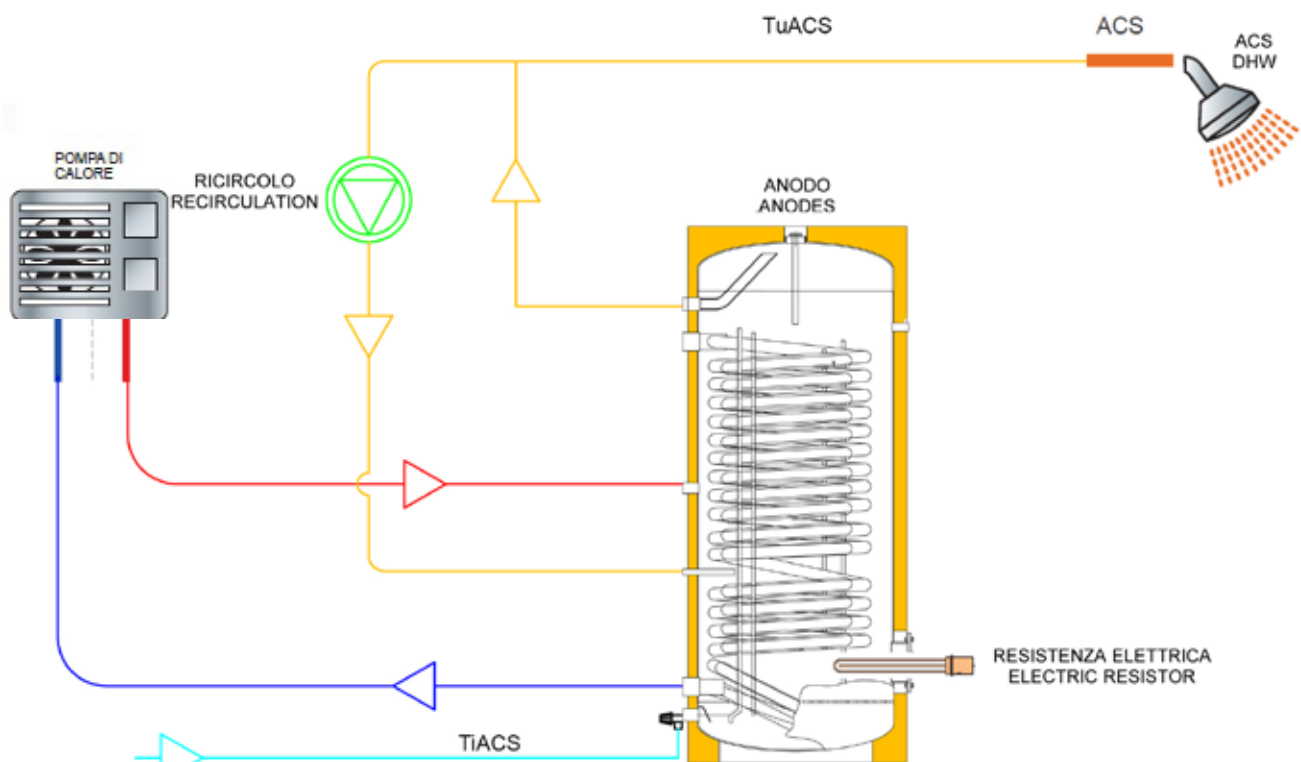 TuACS
ACS
ACS
DHW
POMPA DI
CALORE
RICIRCOLO
RECIRCULATION
ANODO
ANODES
RESISTENZA ELETTRICA
ELECTRIC RESISTOR
TiACS